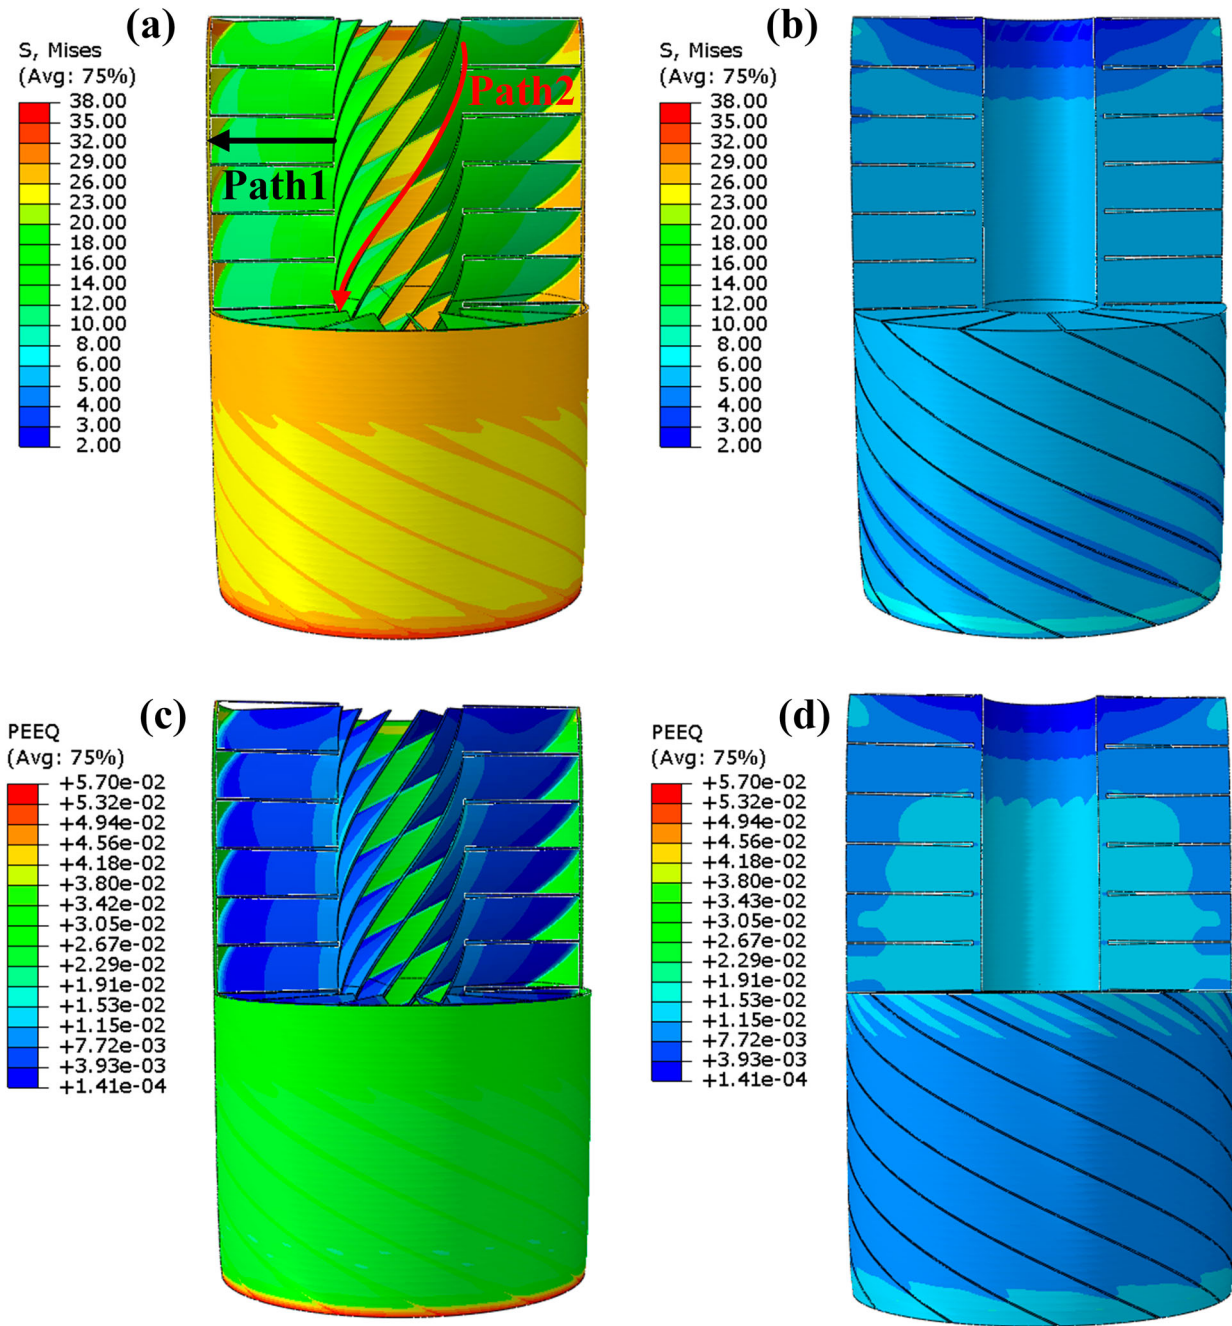 (a)
S, Mises
(Avg: 75%)
38.00
35.00
32.00
29.00
26.00
23.00
20.00
18.00
16.00
14.00
12.00
10.00
8.00
6.00
5.00
4.00
3.00
2.00
Path1
Path2
(b)
S, Mises
(Avg: 75%)
38.00
35.00
32.00
29.00
26.00
23.00
20.00
18.00
16.00
14.00
12.00
10.00
8.00
6.00
5.00
4.00
3.00
2.00
(c)
PEEQ
(Avg: 75%)
+5.70e-02
+5.32e-02
+4.94e-02
+4.56e-02
+4.18e-02
+3.80e-02
+3.42e-02
+3.05e-02
+2.67e-02
+2.29e-02
+1.91e-02
+1.53e-02
+1.15e-02
+7.72e-03
+3.93e-03
+1.41e-04
(d)
PEEQ
(Avg: 75%)
+5.70e-02
+5.32e-02
+4.94e-02
+4.56e-02
+4.18e-02
+3.80e-02
+3.43e-02
+3.05e-02
+2.67e-02
+2.29e-02
+1.91e-02
+1.53e-02
+1.15e-02
+7.72e-03
+3.93e-03
+1.41e-04